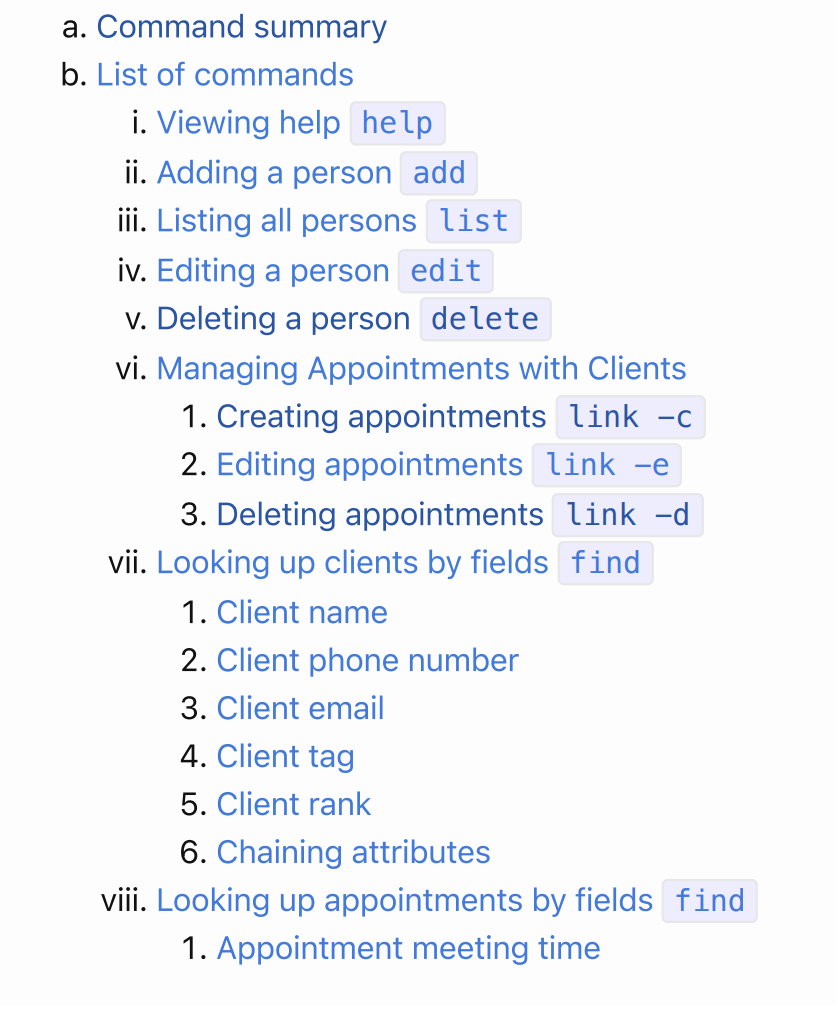 a. Command summary
b. List of commands
i. Viewing help help
ii. Adding a person add
iii. Listing all persons list
iv. Editing a person edit
v. Deleting a person delete
vi. Managing Appointments with Clients
1. Creating appointments link –c
2. Editing appointments link –e
3. Deleting appointments link –d
vii. Looking up clients by fields find
1. Client name
2. Client phone number
3. Client email
4. Client tag
5. Client rank
6. Chaining attributes
viii. Looking up appointments by fields find
1. Appointment meeting time